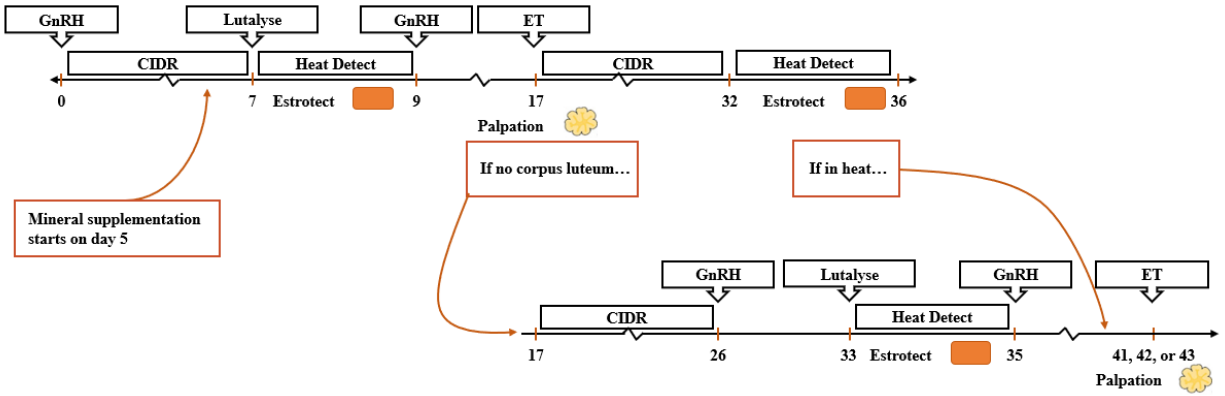 GnRH
Lutalyse
GnRH
ET
CIDR
Heat Detect
CIDR
Heat Detect
0
7
Estrotect
9
17
32
Estrotect
36
Palpation
If no corpus luteum…
If in heat…
Mineral supplementation
starts on day 5
GnRH
Lutalyse
GnRH
ET
CIDR
Heat Detect
17
26
33
Estrotect
35
41, 42, or 43
Palpation